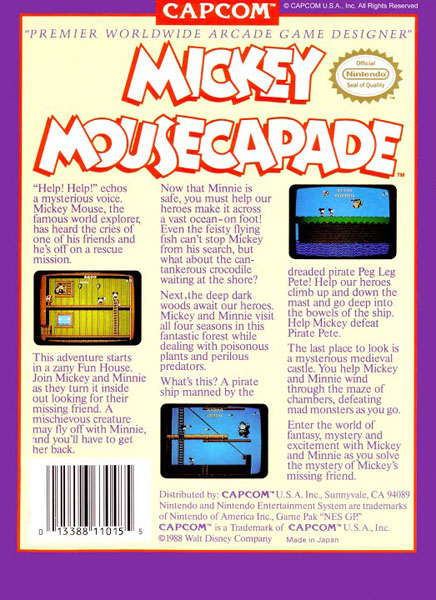 CAPCOM™
© CAPCOM U.S.A., Inc. All Rights Reserved
"PREMIER WORLDWIDE ARCADE GAME DESIGNER"
MICKEY
MOUSECAPADE™
Official
Nintendo
Seal of Quality
"Help! Help!" echos
a mysterious voice.
Mickey Mouse, the
famous world explorer,
has heard the cries of
one of his friends and
he's off on a rescue
mission.
This adventure starts
in a zany Fun House.
Join Mickey and Minnie
as they turn it inside
out looking for their
missing friend. A
mischievous creature
may fly off with Minnie,
and you'll have to get
her back.
Now that Minnie is
safe, you must help our
heroes make it across
a vast ocean-on foot!
Even the feisty flying
fish can't stop Mickey
from his search, but
what about the can-
tankerous crocodile
waiting at the shore?
Next, the deep dark
woods await our heroes.
Mickey and Minnie visit
all four seasons in this
fantastic forest while
dealing with poisonous
plants and perilous
predators.
What's this? A pirate
ship manned by the
dreaded pirate Peg Leg
Pete! Help our heroes
climb up and down the
mast and go deep into
the bowels of the ship.
Help Mickey defeat
Pirate Pete.
The last place to look is
a mysterious medieval
castle. You help Mickey
and Minnie wind
through the maze of
chambers, defeating
mad monsters as you go.
Enter the world of
fantasy, mystery and
excitement with Mickey
and Minnie as you solve
the mystery of Mickey's
missing friend.
0 13388 11015 5
Distributed by: CAPCOM™ U.S.A. Inc., Sunnyvale, CA 94089
Nintendo and Nintendo Entertainment System are trademarks
of Nintendo of America Inc., Game Pak "NES GP."
CAPCOM™ is a Trademark of CAPCOM™ U.S.A., Inc.
©1988 Walt Disney Company Made in Japan